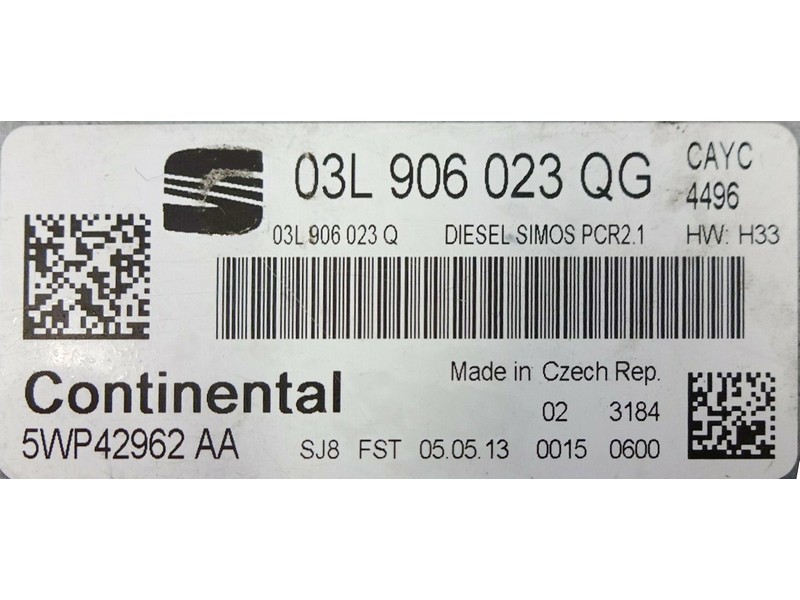 03L 906 023 QG CAYC
4496
03L 906 023 Q DIESEL SIMOS PCR2.1 HW: H33
Continental Made in Czech Rep.
02 3184
5WP42962 AA SJ8 FST 05.05.13 0015 0600